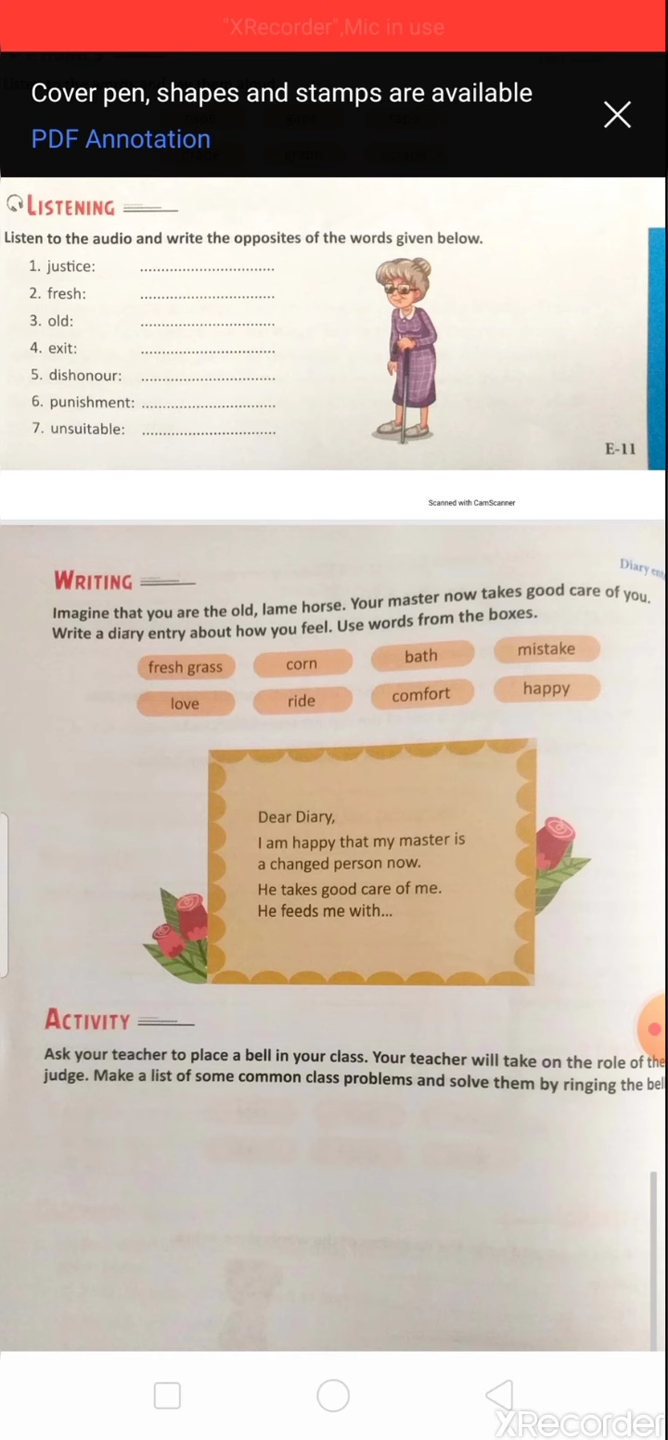 "XRecorder",Mic in use
Cover pen, shapes and stamps are available
PDF Annotation
LISTENING
Listen to the audio and write the opposites of the words given below.
1. justice: ................................
2. fresh: ................................
3. old: ................................
4. exit: ................................
5. dishonour: ................................
6. punishment: ................................
7. unsuitable: ................................
E-11
Scanned with CamScanner
Diary
WRITING
Imagine that you are the old, lame horse. Your master now takes good care of you.
Write a diary entry about how you feel. Use words from the boxes.
fresh grass corn bath mistake
love ride comfort happy
Dear Diary,
I am happy that my master is
a changed person now.
He takes good care of me.
He feeds me with...
ACTIVITY
Ask your teacher to place a bell in your class. Your teacher will take on the role of the
judge. Make a list of some common class problems and solve them by ringing the bel
XRecorder